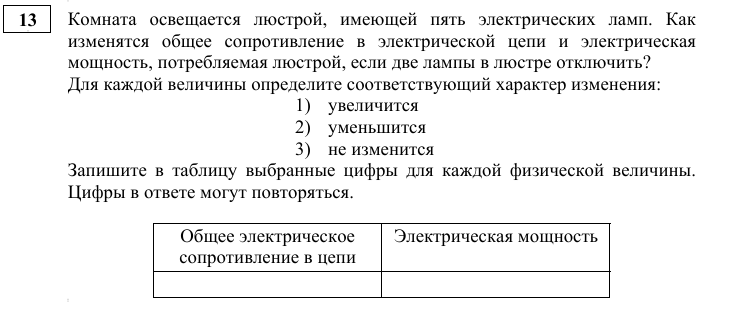 13
Комната освещается люстрой, имеющей пять электрических ламп. Как
изменятся общее сопротивление в электрической цепи и электрическая
мощность, потребляемая люстрой, если две лампы в люстре отключить?
Для каждой величины определите соответствующий характер изменения:
1) увеличится
2) уменьшится
3) не изменится
Запишите в таблицу выбранные цифры для каждой физической величины.
Цифры в ответе могут повторяться.
Общее электрическое
сопротивление в цепи
Электрическая мощность